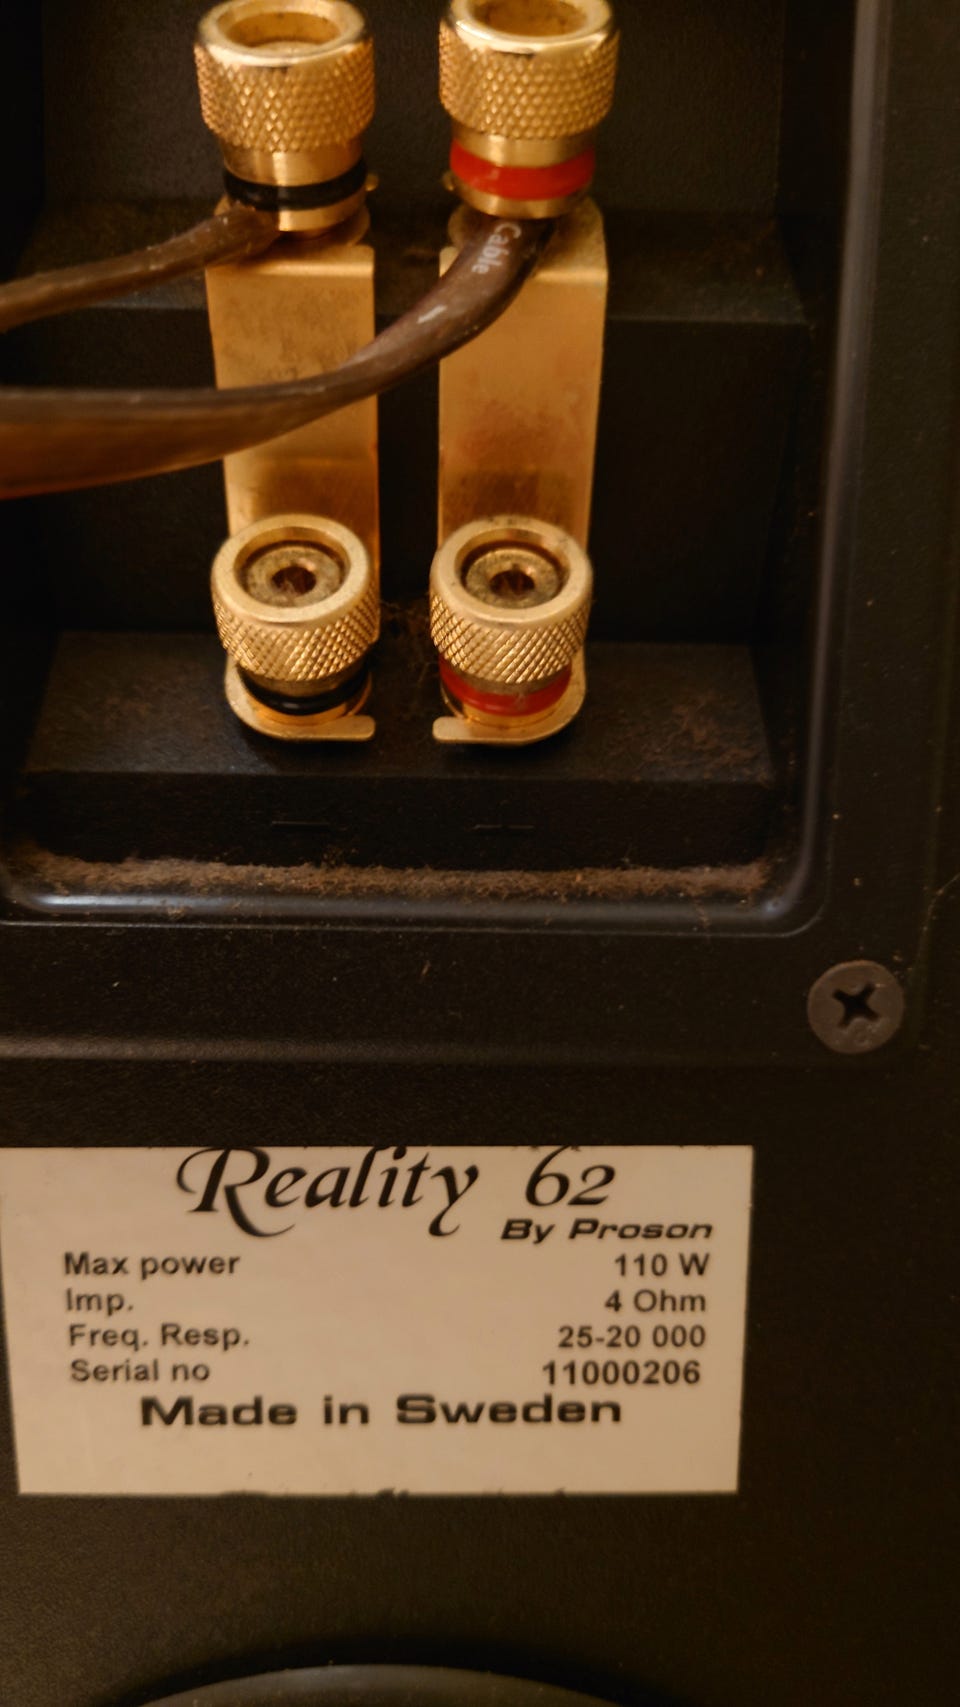 Cable
Reality 62
By Proson
Max power 110 W
Imp. 4 Ohm
Freq. Resp. 25-20 000
Serial no 11000206
Made in Sweden